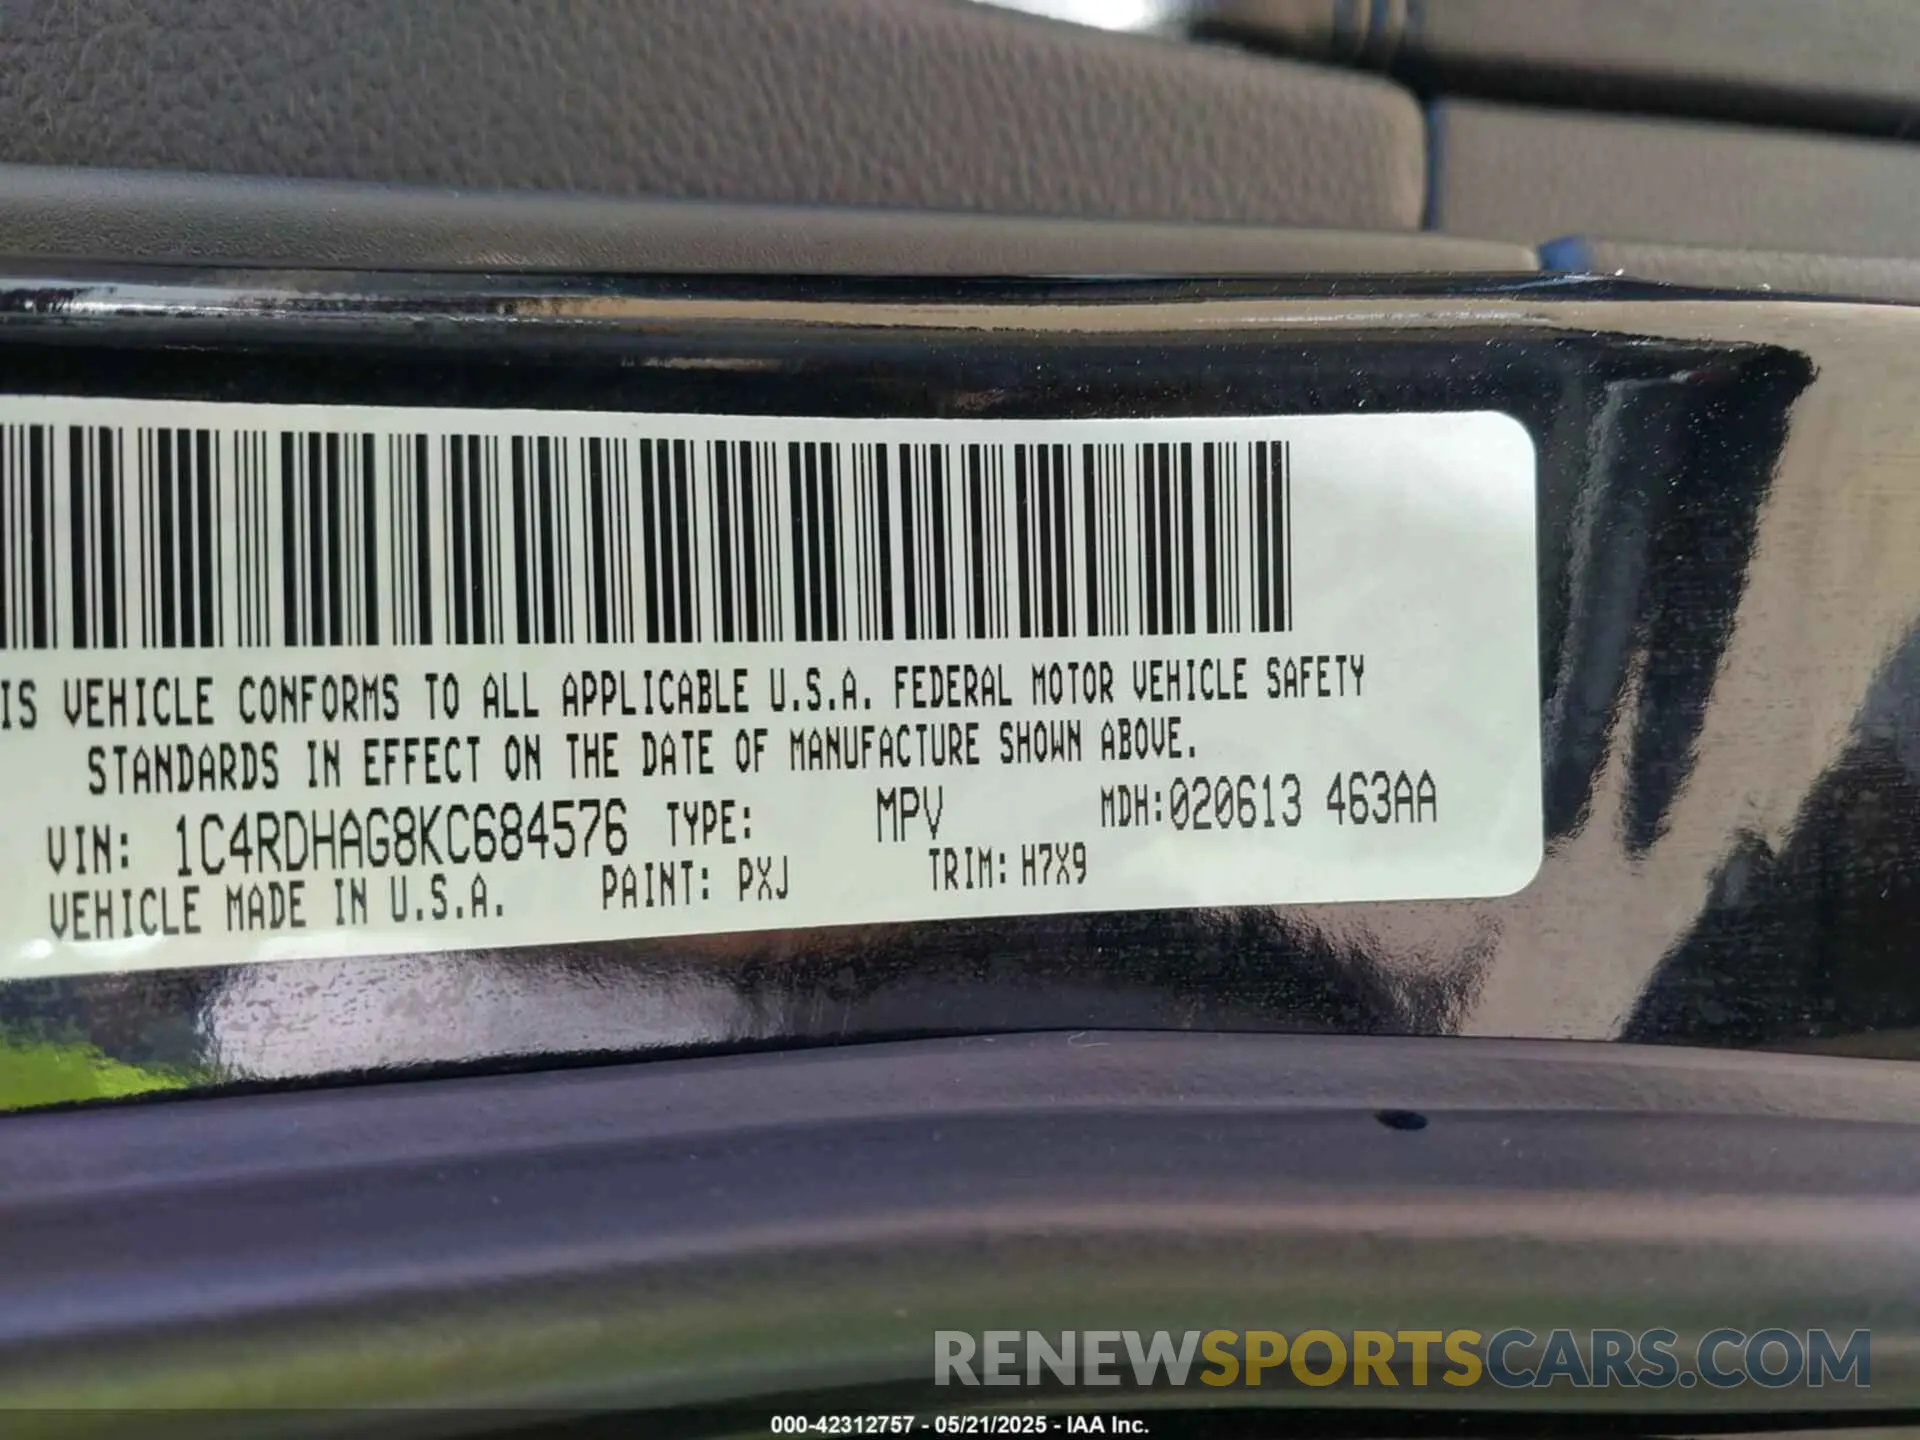 IS VEHICLE CONFORMS TO ALL APPLICABLE U.S.A. FEDERAL MOTOR VEHICLE SAFETY
STANDARDS IN EFFECT ON THE DATE OF MANUFACTURE SHOWN ABOVE.
VIN: 1C4RDHAG8KC684576 TYPE: MPV MDH:020613 463AA
VEHICLE MADE IN U.S.A. PAINT: PXJ TRIM: H7X9
RENEWSPORTSCARS.COM
000-42312757 - 05/21/2025 - IAA Inc.